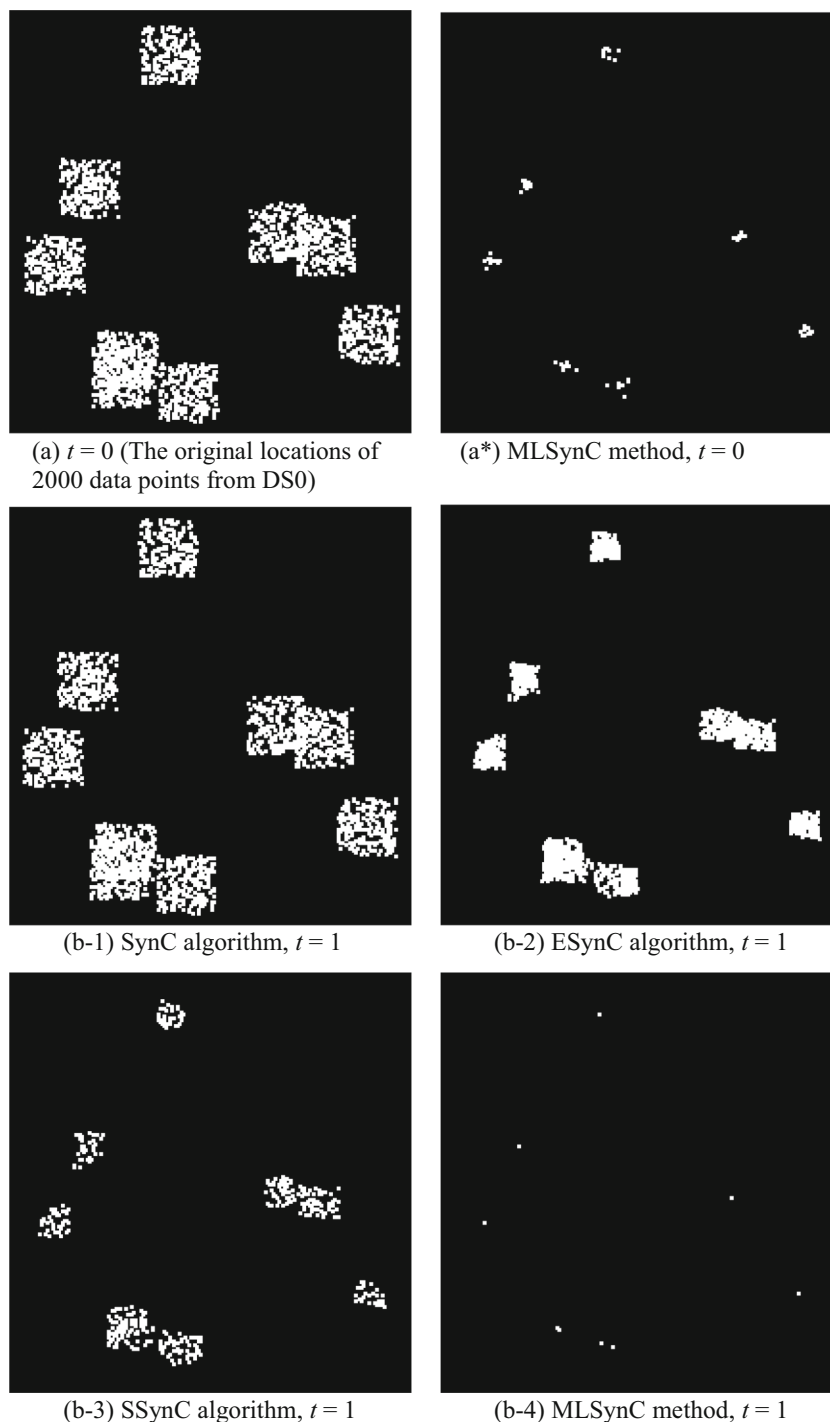 (a) t = 0 (The original locations of
2000 data points from DS0)
(a*) MLSynC method, t = 0
(b-1) SynC algorithm, t = 1
(b-2) ESynC algorithm, t = 1
(b-3) SSynC algorithm, t = 1
(b-4) MLSynC method, t = 1